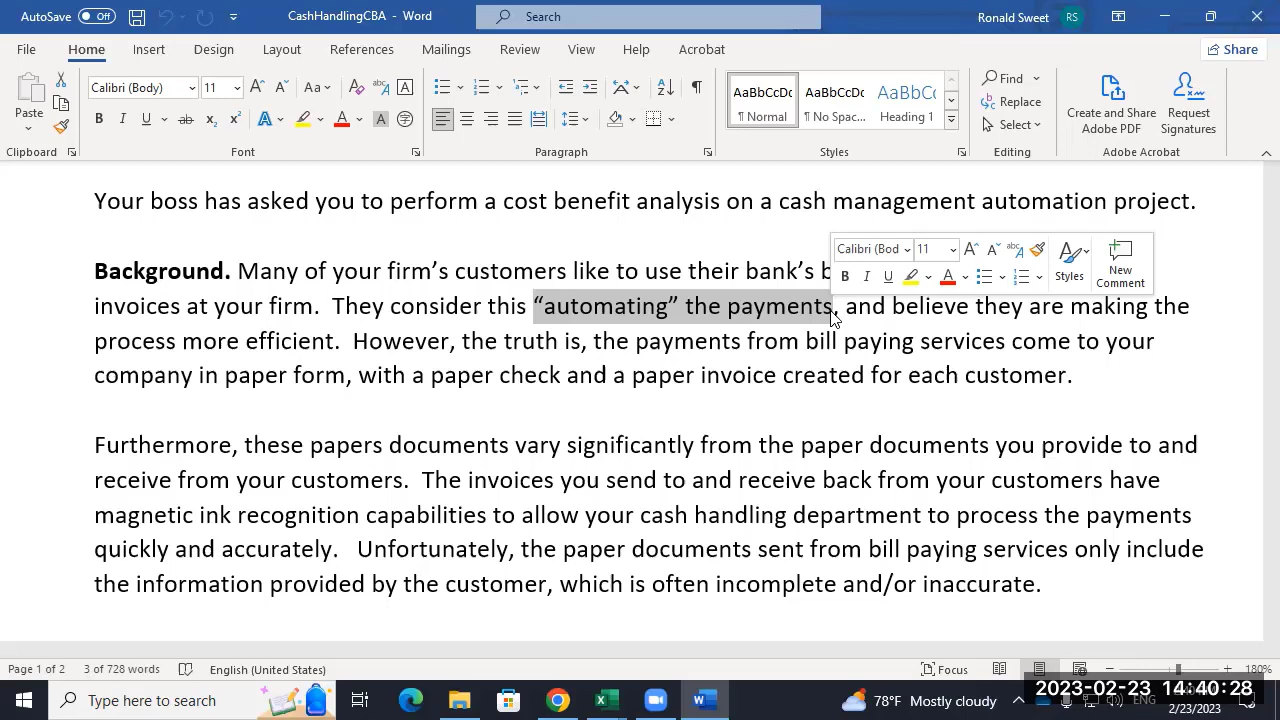 AutoSave Off CashHandlingCBA - Word Search Ronald Sweet RS
File Home Insert Design Layout References Mailings Review View Help Acrobat Share
Paste Calibri (Body) 11 Aa AaBbCcDc AaBbCcDc AaBbC Find Replace Select Create and Share Adobe PDF Request Signatures
B I U ab x₂ x² A A A ¶ Normal ¶ No Spac... Heading 1
Clipboard Font Paragraph Styles Editing Adobe Acrobat
Your boss has asked you to perform a cost benefit analysis on a cash management automation project.
Background. Many of your firm’s customers like to use their bank’s b
Calibri (Bod 11
B I U A Styles New Comment
invoices at your firm.  They consider this “automating” the payments, and believe they are making the
process more efficient.  However, the truth is, the payments from bill paying services come to your
company in paper form, with a paper check and a paper invoice created for each customer.
Furthermore, these papers documents vary significantly from the paper documents you provide to and
receive from your customers.  The invoices you send to and receive back from your customers have
magnetic ink recognition capabilities to allow your cash handling department to process the payments
quickly and accurately.   Unfortunately, the paper documents sent from bill paying services only include
the information provided by the customer, which is often incomplete and/or inaccurate.
Page 1 of 2 3 of 728 words English (United States) Focus 180%
Type here to search 78°F Mostly cloudy ENG 2023-02-23 14:40:28
2/23/2023